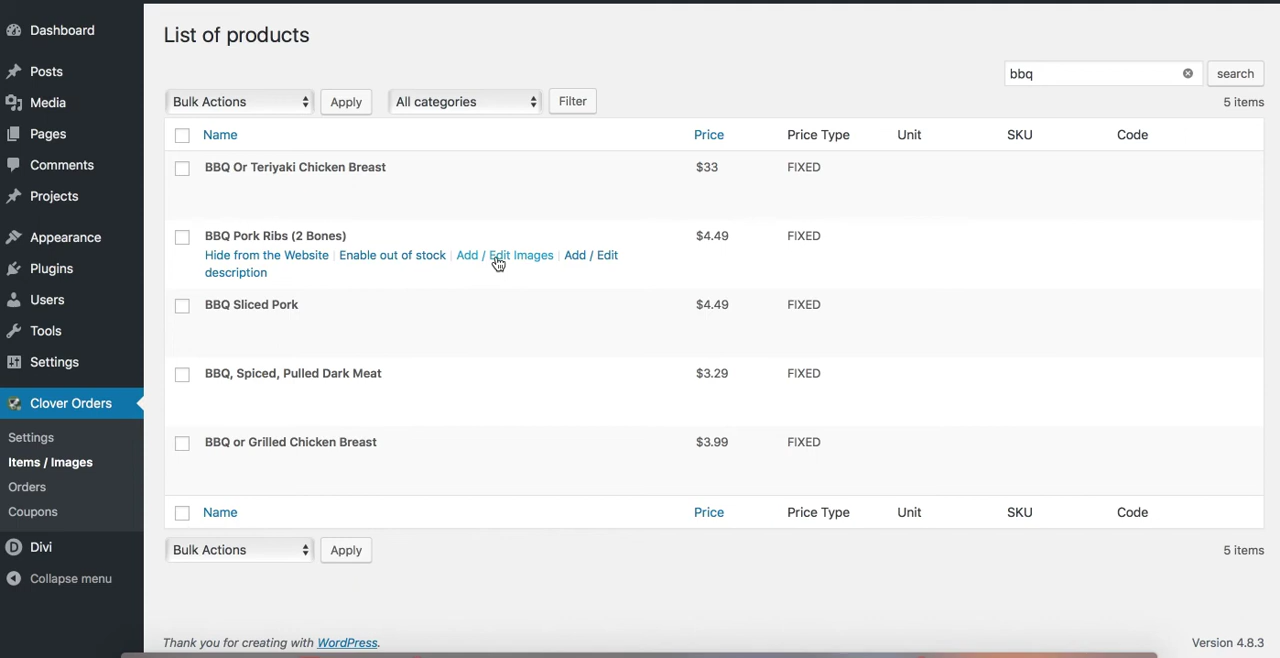 Dashboard
Posts
Media
Pages
Comments
Projects
Appearance
Plugins
Users
Tools
Settings
Clover Orders
Settings
Items / Images
Orders
Coupons
Divi
Collapse menu
List of products
bbq
search
Bulk Actions Apply All categories Filter 5 items
Name Price Price Type Unit SKU Code
BBQ Or Teriyaki Chicken Breast $33 FIXED
BBQ Pork Ribs (2 Bones) $4.49 FIXED
Hide from the Website | Enable out of stock | Add / Edit Images | Add / Edit
description
BBQ Sliced Pork $4.49 FIXED
BBQ, Spiced, Pulled Dark Meat $3.29 FIXED
BBQ or Grilled Chicken Breast $3.99 FIXED
Name Price Price Type Unit SKU Code
Bulk Actions Apply 5 items
Thank you for creating with WordPress. Version 4.8.3